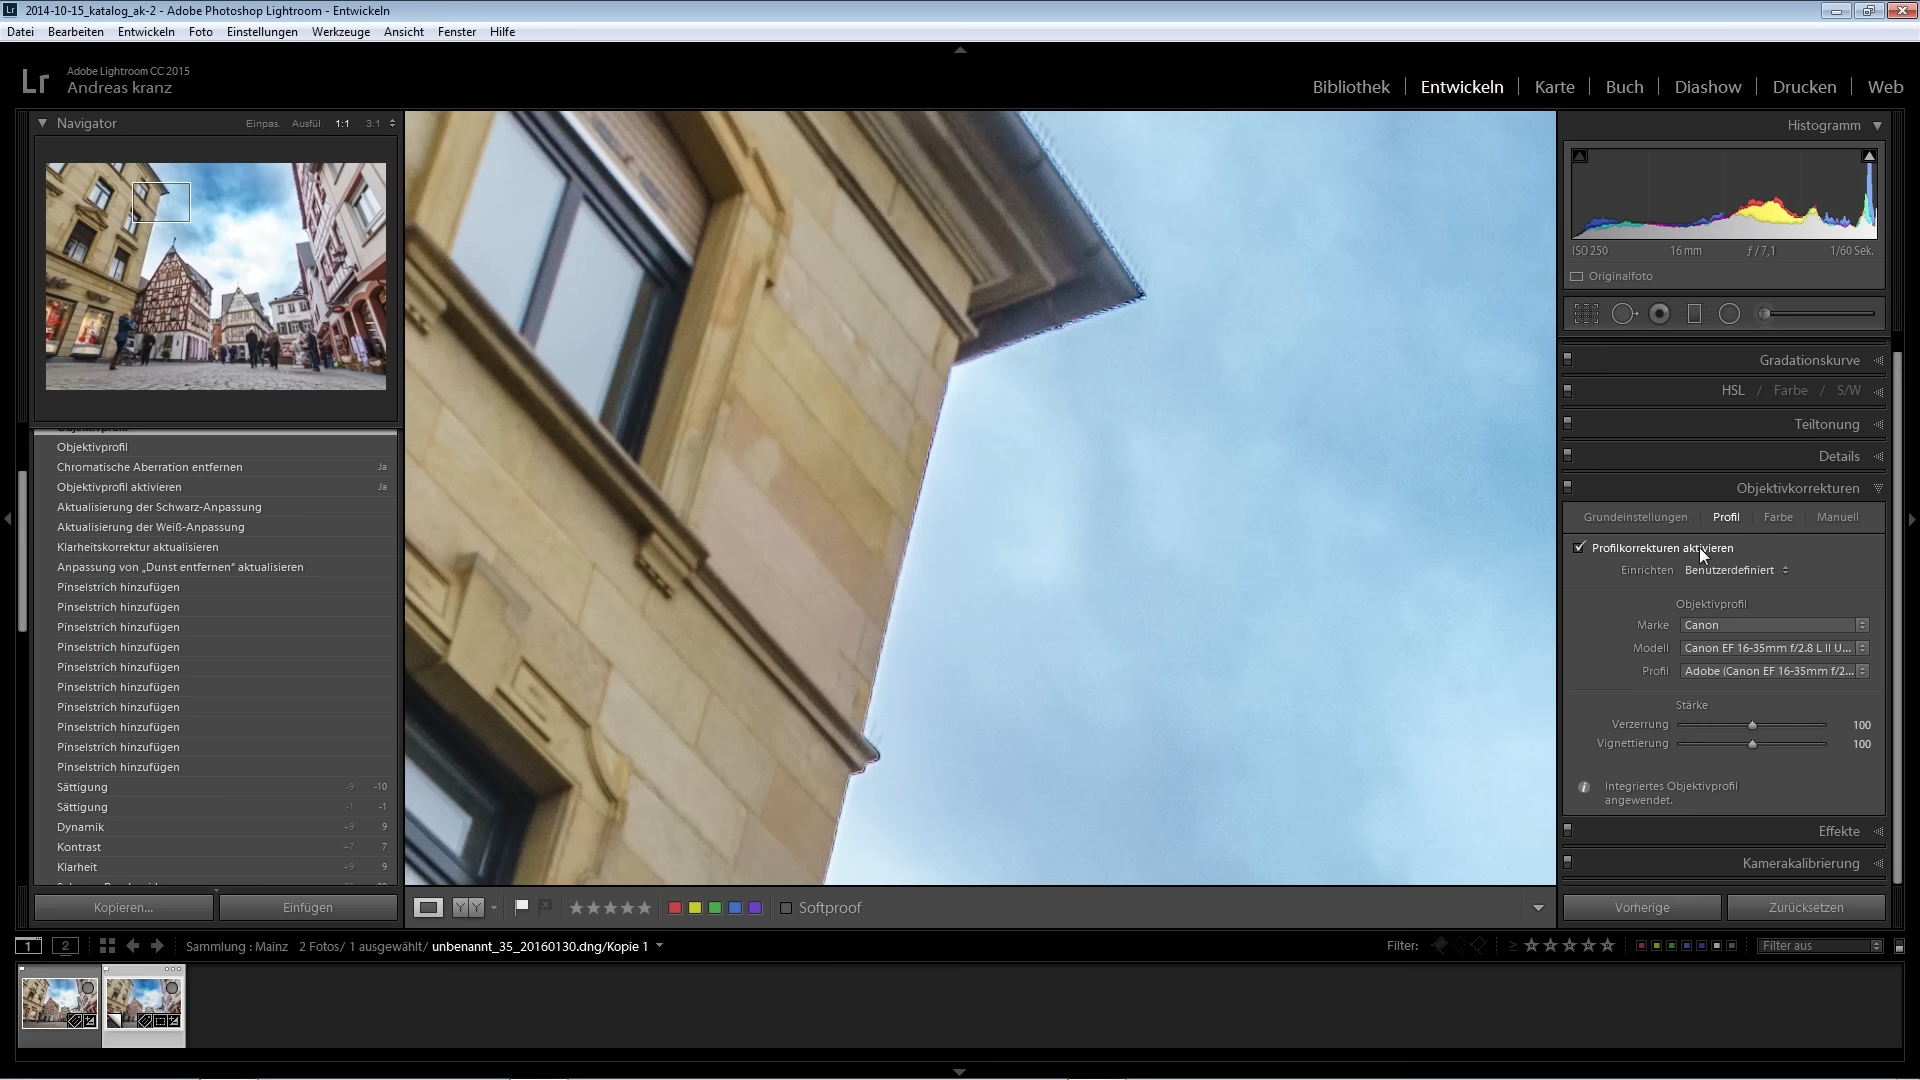 2014-10-15_katalog_ak-2 - Adobe Photoshop Lightroom - Entwickeln
Datei Bearbeiten Entwickeln Foto Einstellungen Werkzeuge Ansicht Fenster Hilfe
Lr
Adobe Lightroom CC 2015
Andreas kranz
Bibliothek Entwickeln Karte Buch Diashow Drucken Web
Navigator Einpas. Ausfül. 1:1 3:1
Objektivprofil
Objektivprofil
Chromatische Aberration entfernen Ja
Objektivprofil aktivieren Ja
Aktualisierung der Schwarz-Anpassung
Aktualisierung der Weiß-Anpassung
Klarheitskorrektur aktualisieren
Anpassung von „Dunst entfernen“ aktualisieren
Pinselstrich hinzufügen
Pinselstrich hinzufügen
Pinselstrich hinzufügen
Pinselstrich hinzufügen
Pinselstrich hinzufügen
Pinselstrich hinzufügen
Pinselstrich hinzufügen
Pinselstrich hinzufügen
Pinselstrich hinzufügen
Pinselstrich hinzufügen
Sättigung -9 -10
Sättigung -1 -1
Dynamik +9 9
Kontrast +7 7
Klarheit +9 9
Kopieren... Einfügen
YY
Softproof
Histogramm
ISO 250 16 mm ƒ / 7,1 1/60 Sek.
Originalfoto
Gradationskurve
HSL / Farbe / S/W
Teiltonung
Details
Objektivkorrekturen
Grundeinstellungen Profil Farbe Manuell
Profilkorrekturen aktivieren
Einrichten Benutzerdefiniert
Objektivprofil
Marke Canon
Modell Canon EF 16-35mm f/2.8 L II U...
Profil Adobe (Canon EF 16-35mm f/2...
Stärke
Verzerrung 100
Vignettierung 100
i Integriertes Objektivprofil
angewendet.
Effekte
Kamerakalibrierung
Vorherige Zurücksetzen
1 2 Sammlung : Mainz 2 Fotos/ 1 ausgewählt/ unbenannt_35_20160130.dng/Kopie 1 Filter: ≥ Filter aus